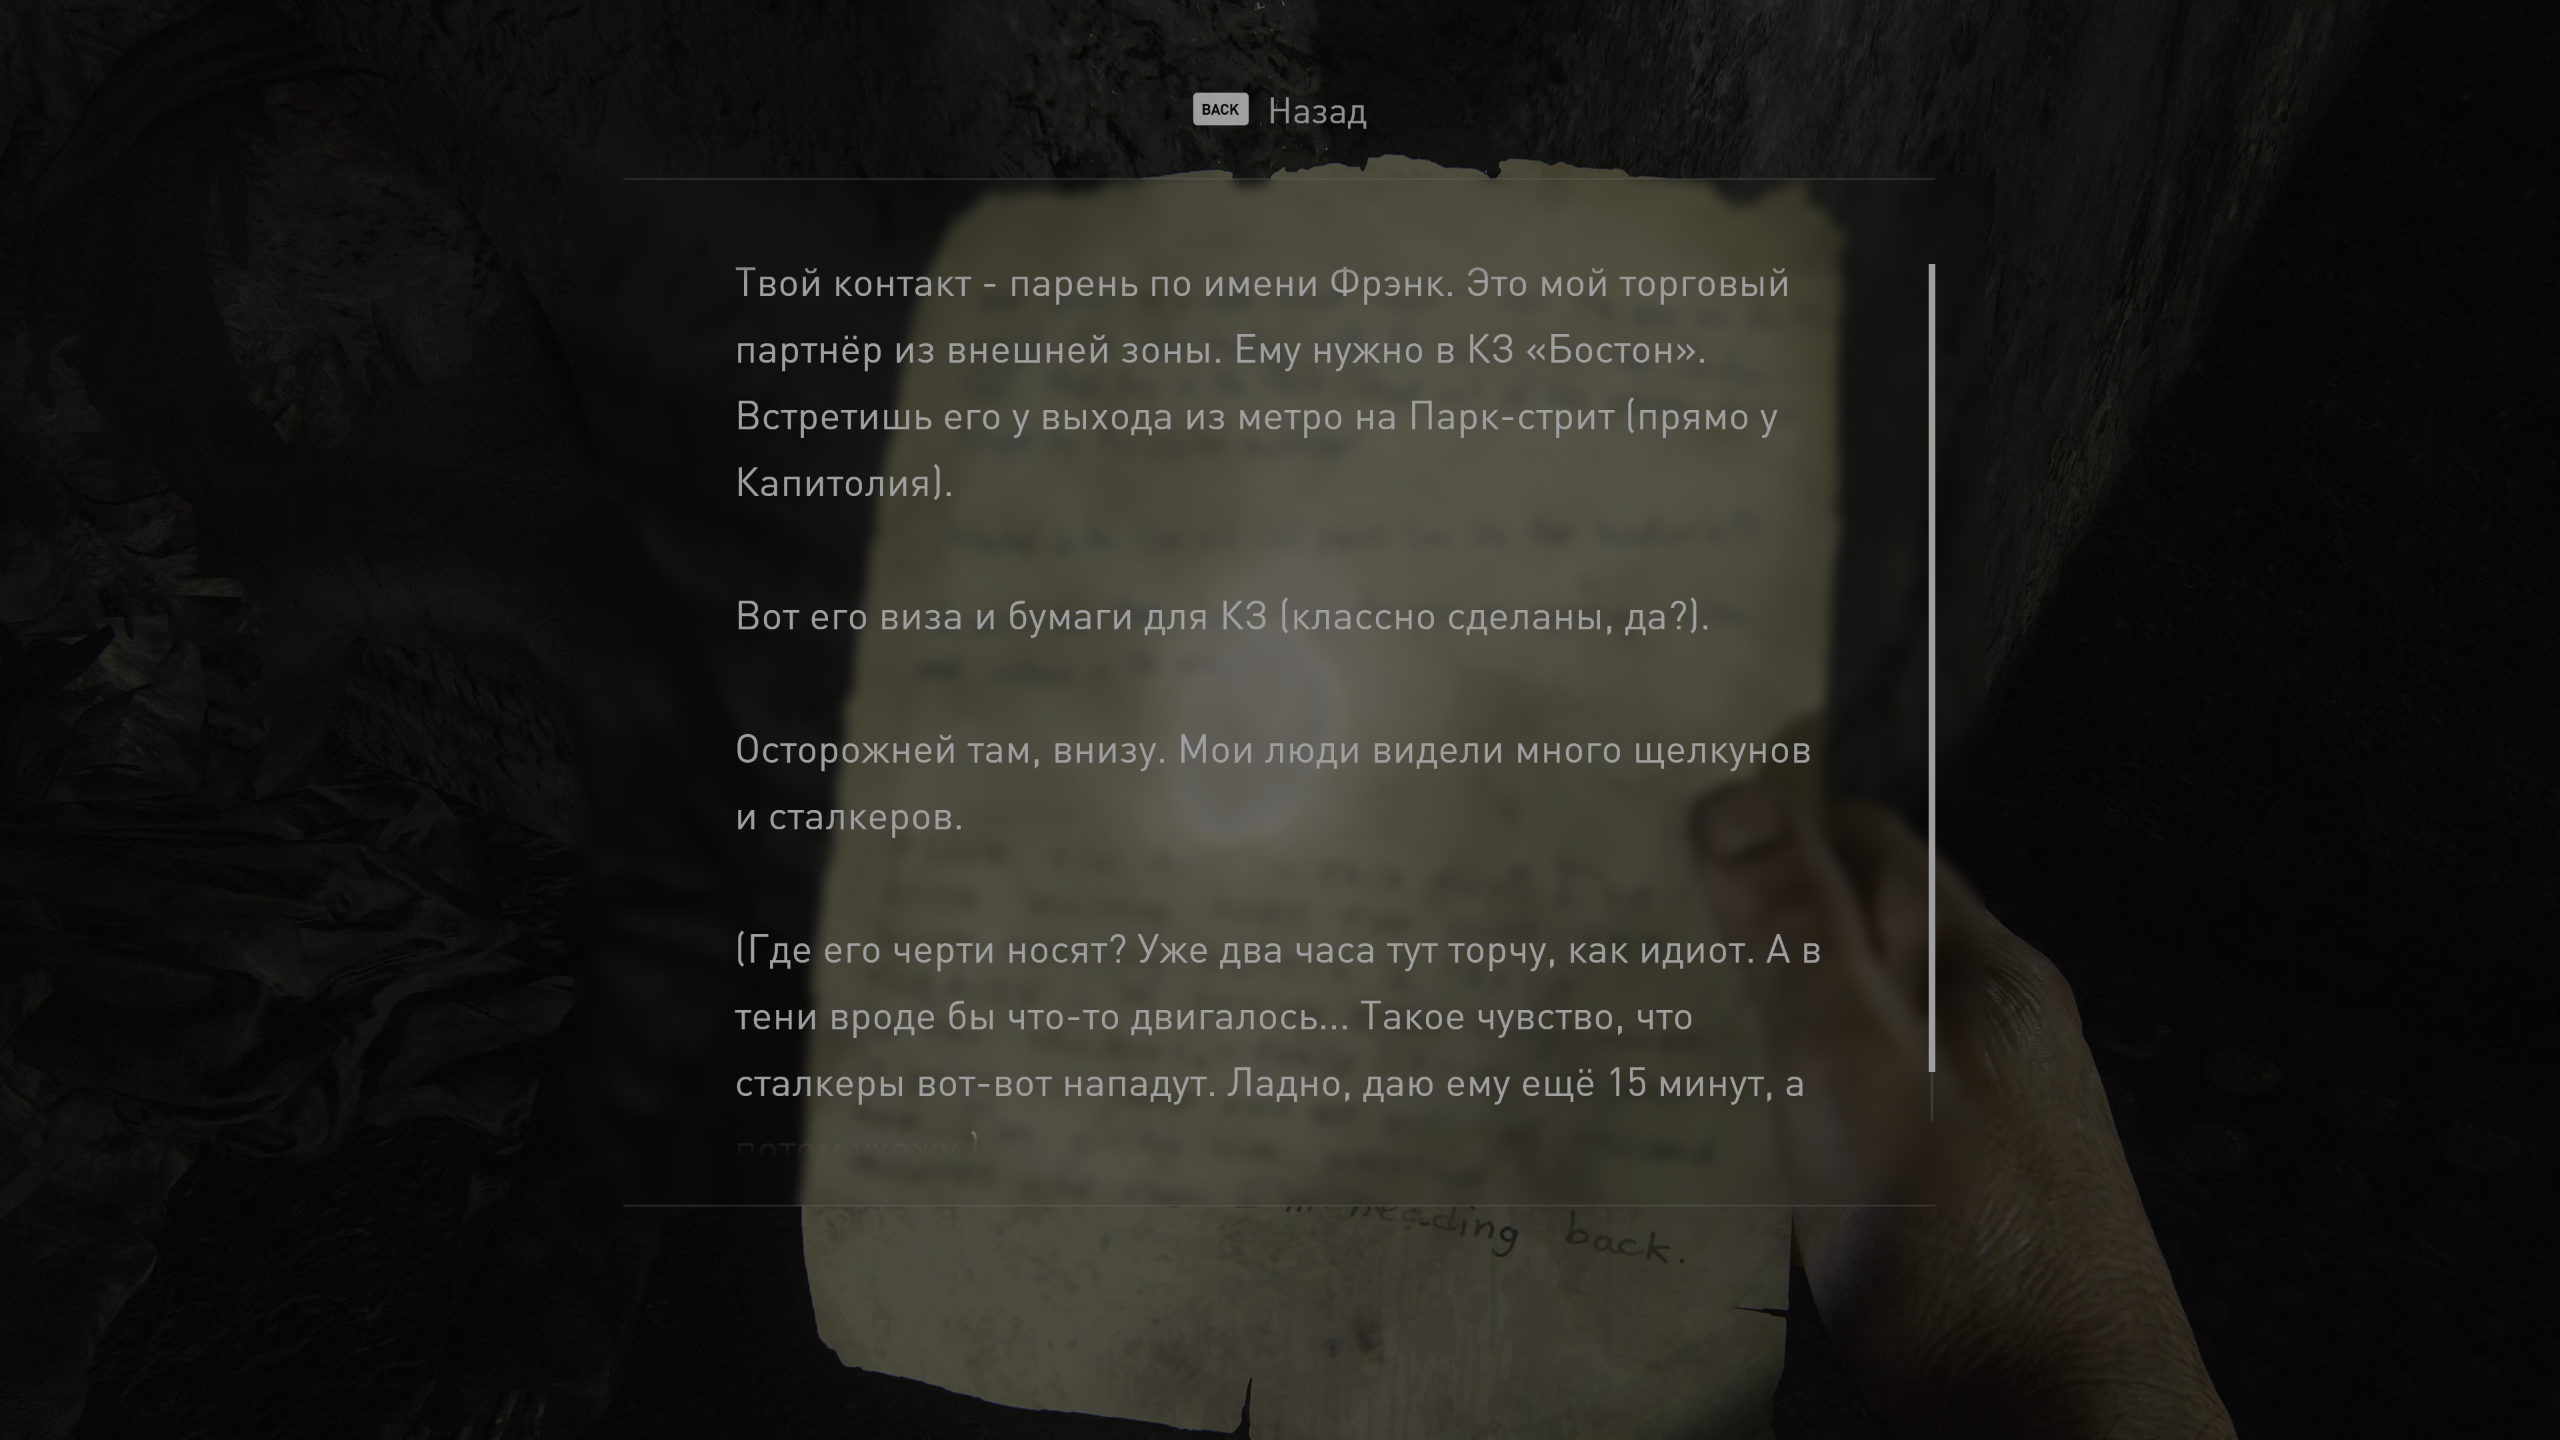 BACK Назад
Твой контакт - парень по имени Фрэнк. Это мой торговый
партнёр из внешней зоны. Ему нужно в КЗ «Бостон».
Встретишь его у выхода из метро на Парк-стрит (прямо у
Капитолия).
Вот его виза и бумаги для КЗ (классно сделаны, да?).
Осторожней там, внизу. Мои люди видели много щелкунов
и сталкеров.
(Где его черти носят? Уже два часа тут торчу, как идиот. А в
тени вроде бы что-то двигалось... Такое чувство, что
сталкеры вот-вот нападут. Ладно, даю ему ещё 15 минут, а
потом ухожу.)
heading back.